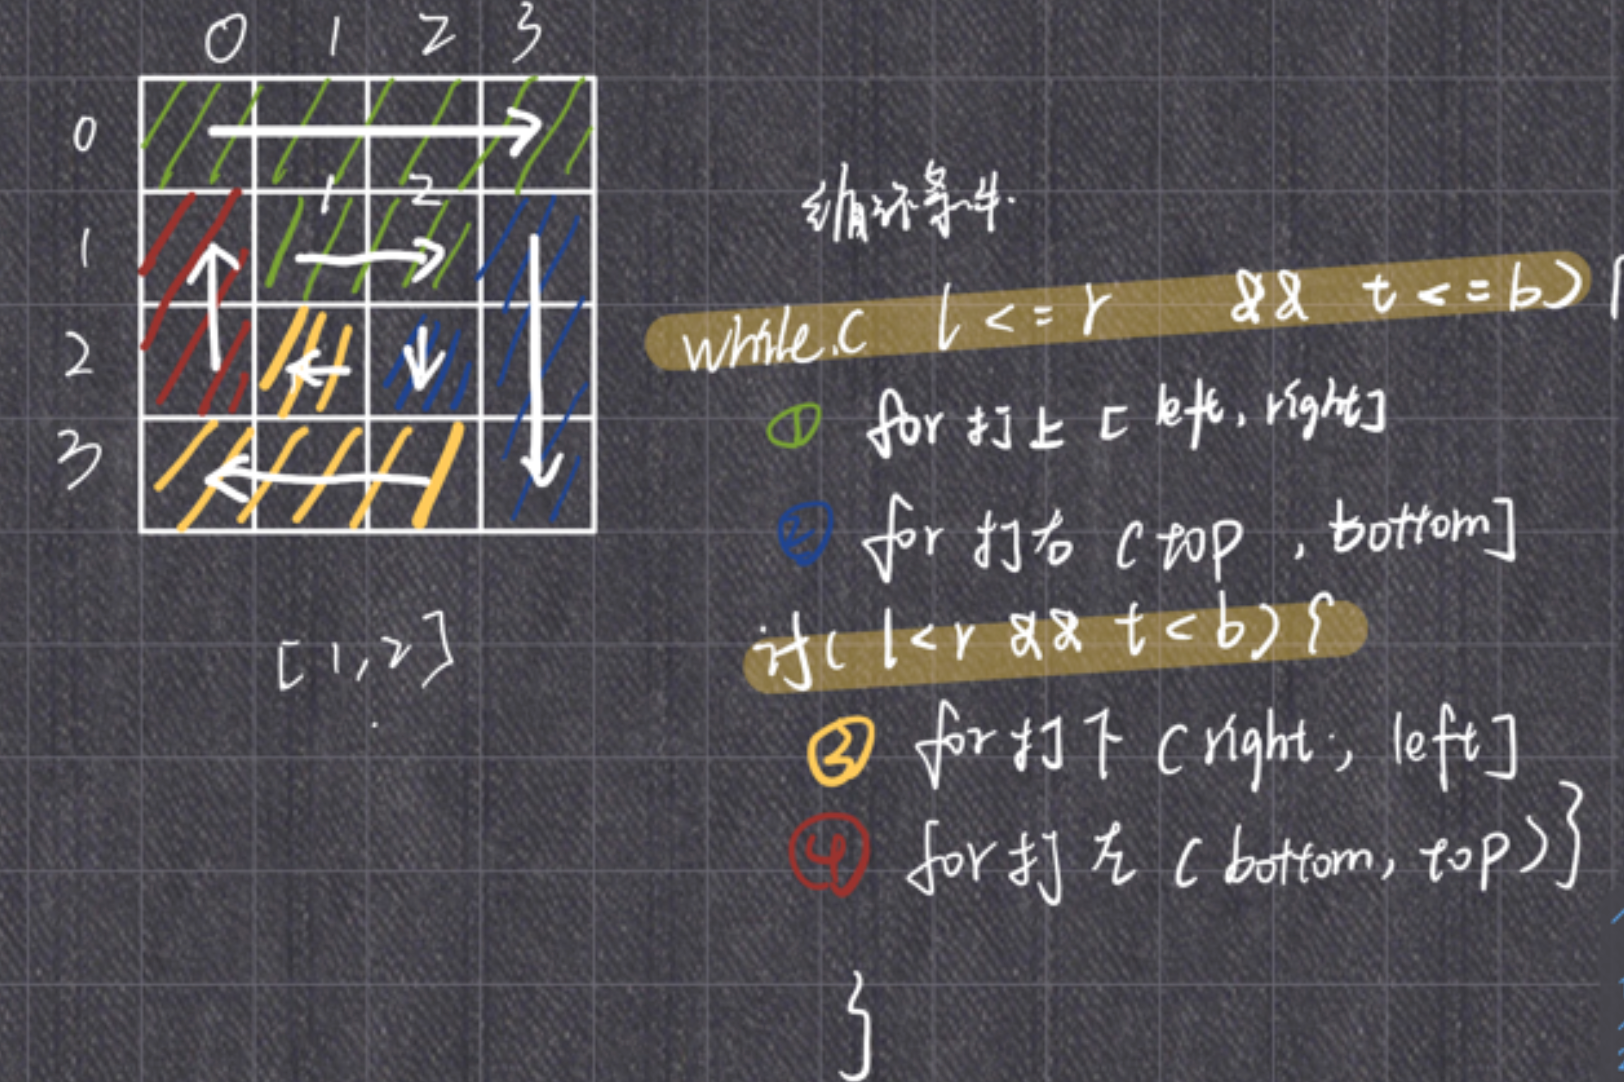 0 1 2 3
0
1 1 2
2
3
[1,2]
循环条件.
while.( l <= r && t <= b) {
① for 打上 [ left, right]
② for 打右 ( top , bottom]
if ( l < r && t < b) {
③ for 打下 ( right , left]
④ for 打左 ( bottom, top) }
}